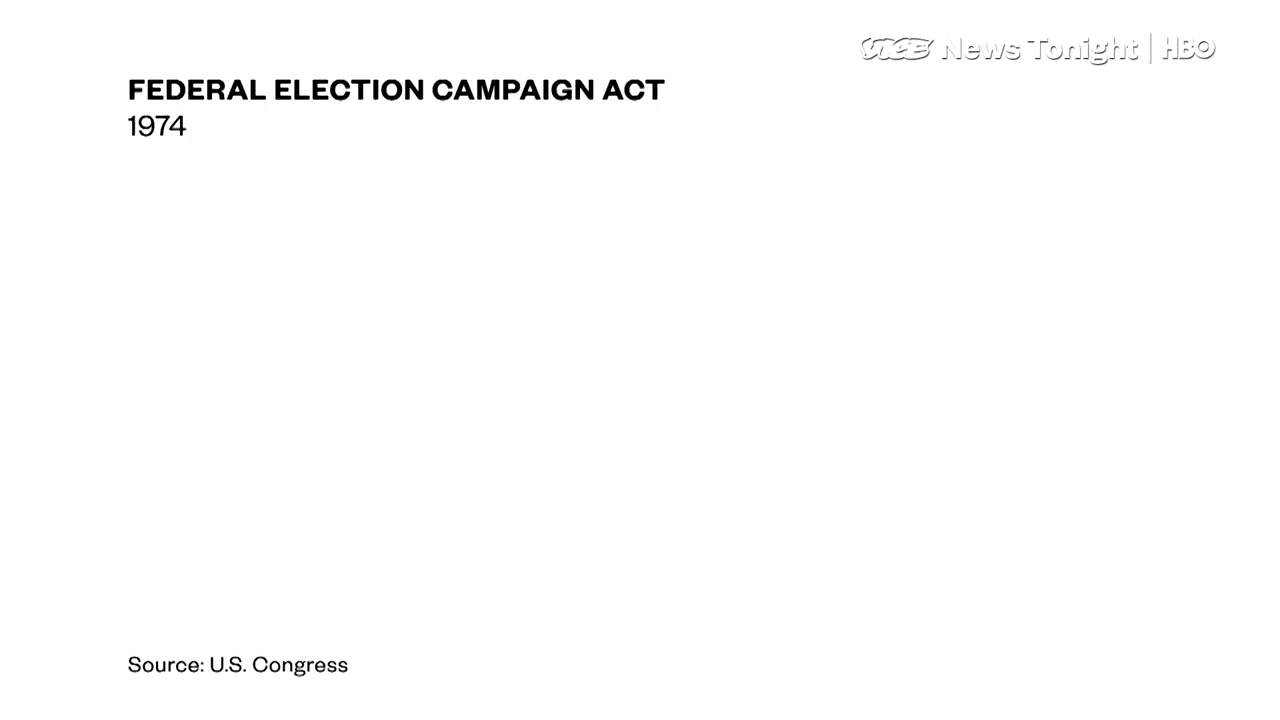 VICE News Tonight | HBO
FEDERAL ELECTION CAMPAIGN ACT
1974
Source: U.S. Congress